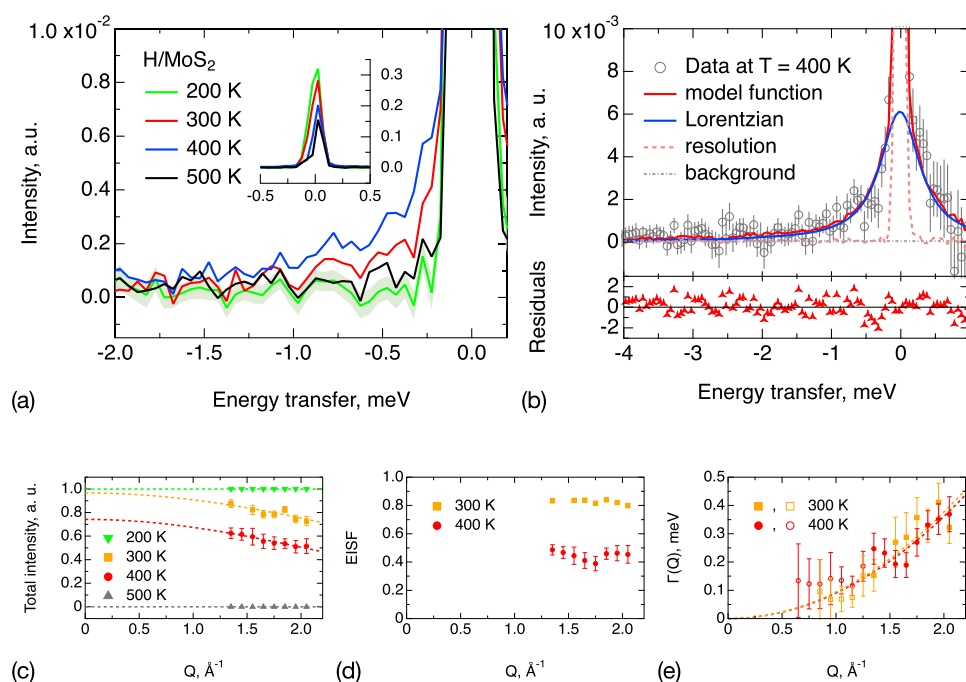 1.0 x10⁻²
0.8
0.6
0.4
0.2
0.0
Intensity, a.u.
H/MoS₂
200 K
300 K
400 K
500 K
0.3
0.2
0.1
0.0
-0.5 0.0 0.5
-2.0 -1.5 -1.0 -0.5 0.0
Energy transfer, meV
(a)
10 x10⁻³
8
6
4
2
0
Intensity, a. u.
Data at T = 400 K
model function
Lorentzian
resolution
background
Residuals
2
0
-2
-4 -3 -2 -1 0
Energy transfer, meV
(b)
Total intensity, a. u.
1.0
0.8
0.6
0.4
0.2
0
200 K
300 K
400 K
500 K
0 0.5 1.0 1.5 2.0
Q, Å⁻¹
(c)
EISF
1.0
0.8
0.6
0.4
0.2
0.0
300 K
400 K
0.0 0.5 1.0 1.5 2.0
Q, Å⁻¹
(d)
Γ(Q), meV
0.5
0.4
0.3
0.2
0.1
0
, 300 K
, 400 K
0 0.5 1.0 1.5 2.0
Q, Å⁻¹
(e)